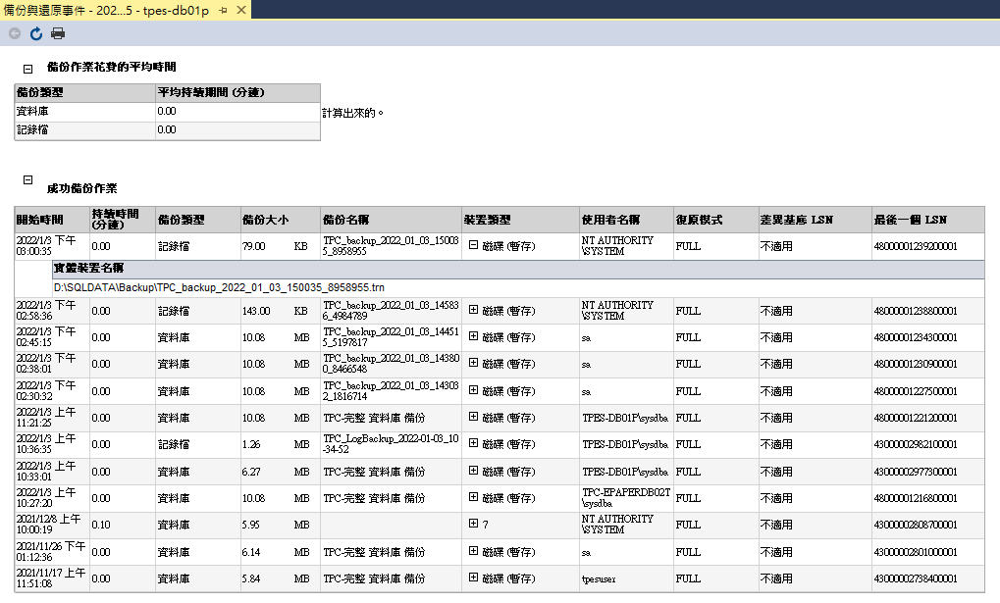 備份與還原事件 - 202...5 - tpes-db01p
備份作業花費的平均時間
備份類型 平均持續期間 (分鐘)
資料庫 0.00
計算出來的。
記錄檔 0.00
成功備份作業
開始時間 持續時間 (分鐘) 備份類型 備份大小 備份名稱 裝置類型 使用者名稱 復原模式 差異基底 LSN 最後一個 LSN
2022/1/3 下午 03:00:35 0.00 記錄檔 79.00 KB TPC_backup_2022_01_03_150035_8958955 磁碟 (暫存) NT AUTHORITY\SYSTEM FULL 不適用 48000001239200001
實體裝置名稱
D:\SQLDATA\Backup\TPC_backup_2022_01_03_150035_8958955.trn
2022/1/3 下午 02:58:36 0.00 記錄檔 143.00 KB TPC_backup_2022_01_03_145836_4984789 磁碟 (暫存) NT AUTHORITY\SYSTEM FULL 不適用 48000001238800001
2022/1/3 下午 02:45:15 0.00 資料庫 10.08 MB TPC_backup_2022_01_03_144515_5197817 磁碟 (暫存) sa FULL 不適用 48000001234300001
2022/1/3 下午 02:38:01 0.00 資料庫 10.08 MB TPC_backup_2022_01_03_143800_8466548 磁碟 (暫存) sa FULL 不適用 48000001230900001
2022/1/3 下午 02:30:32 0.00 資料庫 10.08 MB TPC_backup_2022_01_03_143032_1816714 磁碟 (暫存) sa FULL 不適用 48000001227500001
2022/1/3 上午 11:21:25 0.00 資料庫 10.08 MB TPC-完整 資料庫 備份 磁碟 (暫存) TPES-DB01P\sysdba FULL 不適用 48000001221200001
2022/1/3 上午 10:36:35 0.00 記錄檔 1.26 MB TPC_LogBackup_2022-01-03_10-34-52 磁碟 (暫存) TPES-DB01P\sysdba FULL 不適用 43000002982100001
2022/1/3 上午 10:33:01 0.00 資料庫 6.27 MB TPC-完整 資料庫 備份 磁碟 (暫存) TPES-DB01P\sysdba FULL 不適用 43000002977300001
2022/1/3 上午 10:27:20 0.00 資料庫 10.08 MB TPC-完整 資料庫 備份 磁碟 (暫存) TPC-EPAPERDB02T\sysdba FULL 不適用 48000001216800001
2021/12/8 上午 10:00:19 0.10 資料庫 5.95 MB 7 NT AUTHORITY\SYSTEM FULL 不適用 43000002808700001
2021/11/26 下午 01:12:36 0.00 資料庫 6.14 MB TPC-完整 資料庫 備份 磁碟 (暫存) sa FULL 不適用 43000002801000001
2021/11/17 上午 11:51:08 0.00 資料庫 5.84 MB TPC-完整 資料庫 備份 磁碟 (暫存) tpesuser FULL 不適用 43000002738400001